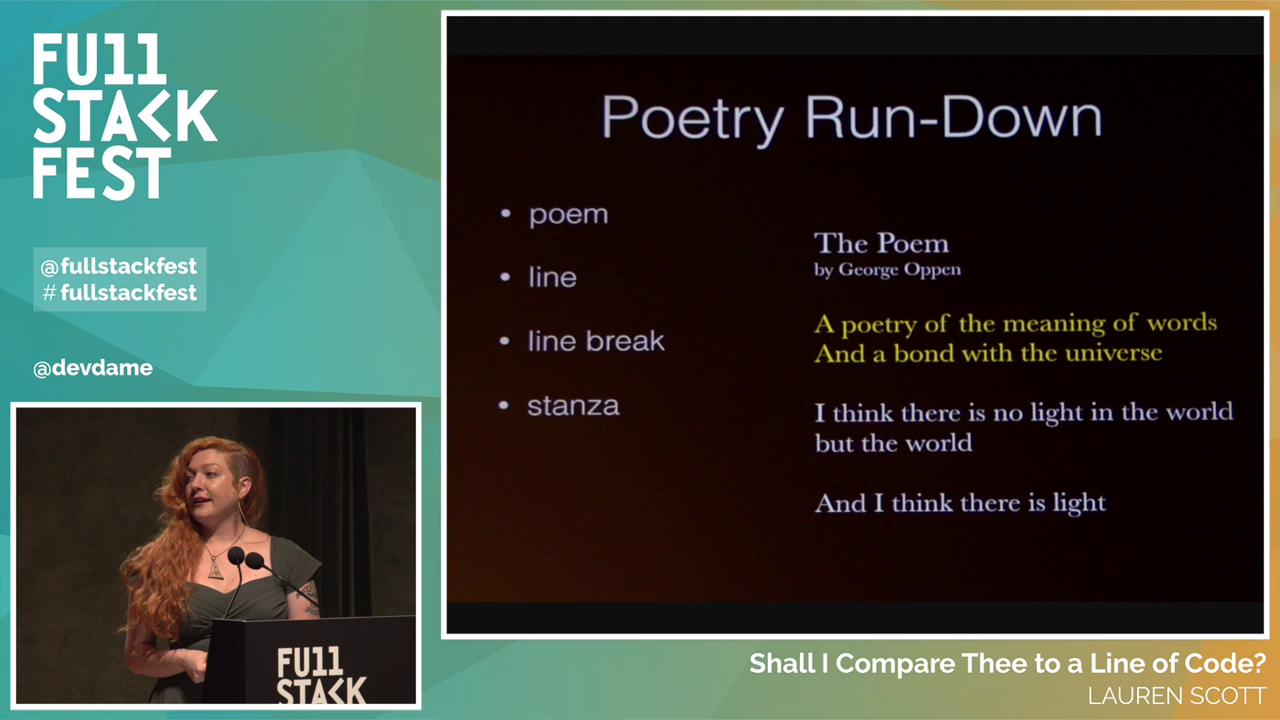 FU11
STACK
FEST
@fullstackfest
# fullstackfest
@devdame
FU11
STACK
Poetry Run-Down
• poem
• line
• line break
• stanza
The Poem
by George Oppen
A poetry of the meaning of words
And a bond with the universe
I think there is no light in the world
but the world
And I think there is light
Shall I Compare Thee to a Line of Code?
LAUREN SCOTT